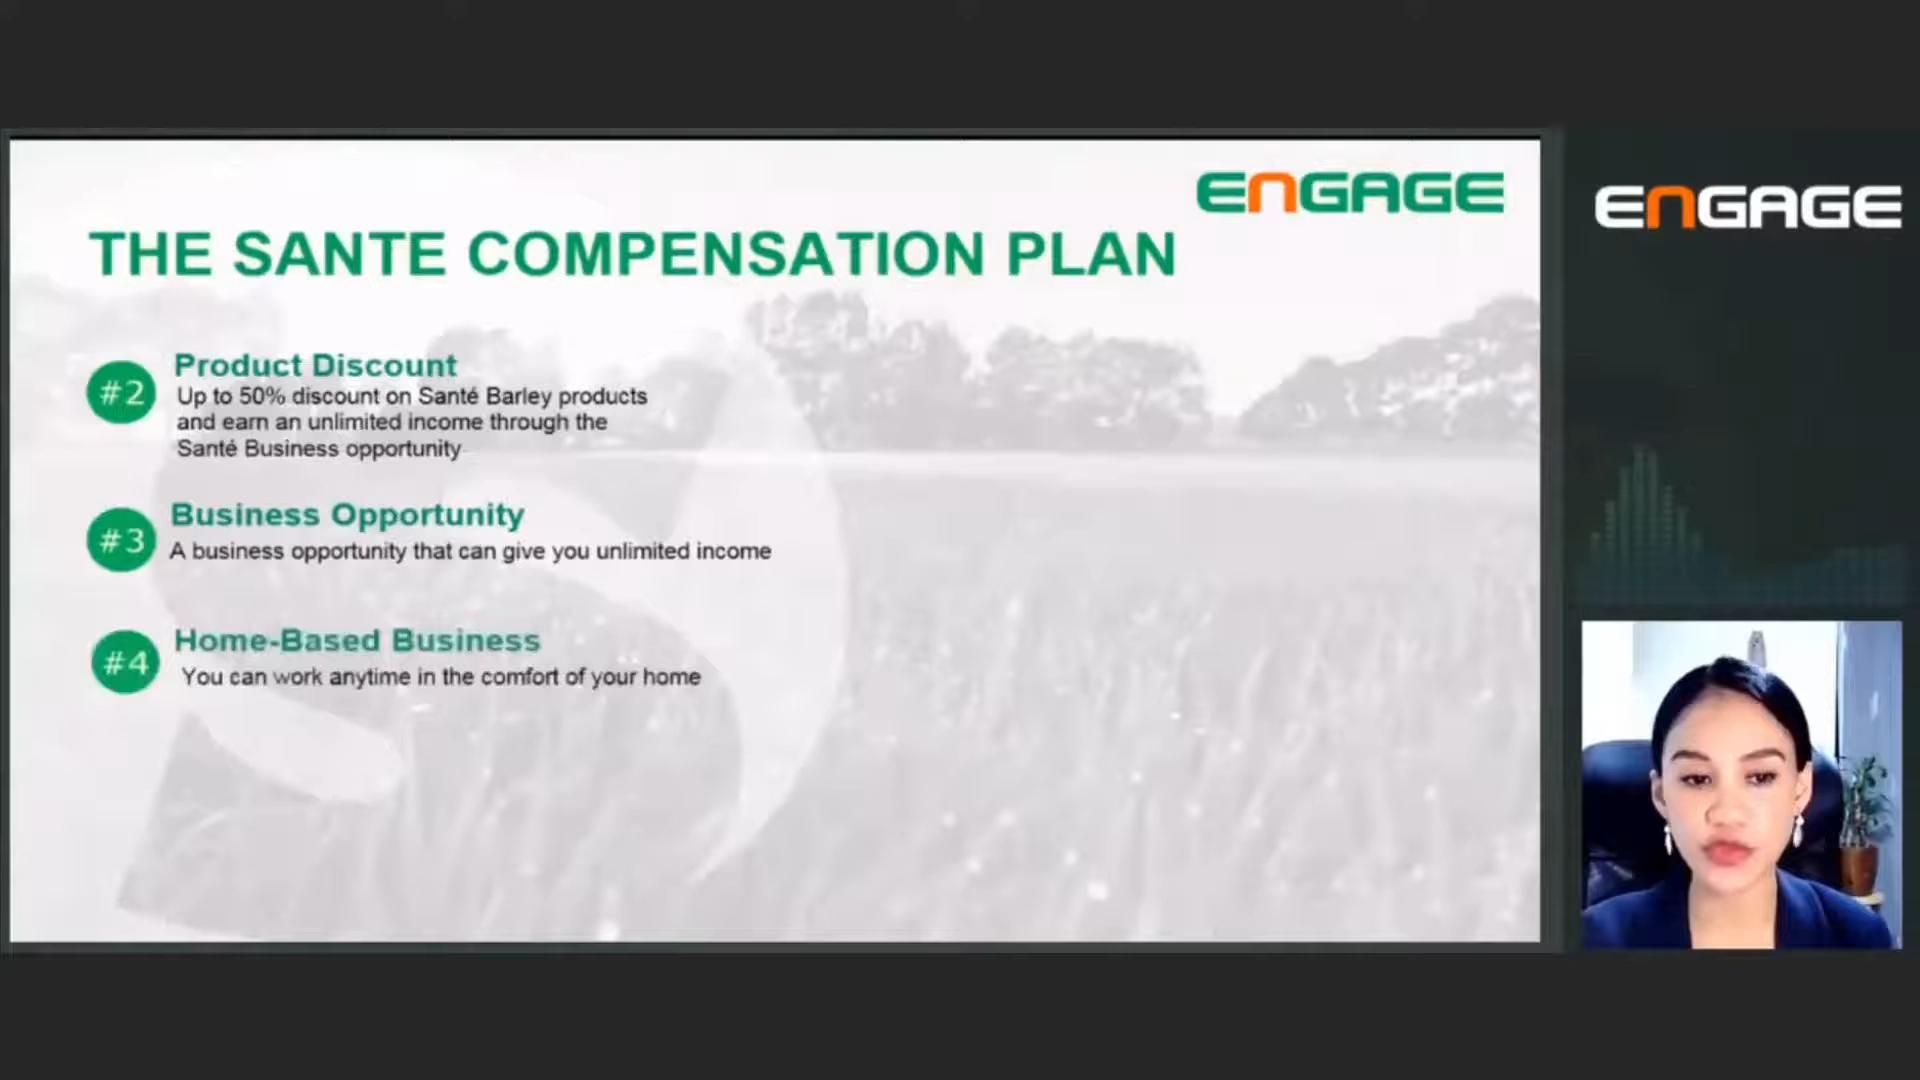 ENGAGE
ENGAGE
THE SANTE COMPENSATION PLAN
#2
Product Discount
Up to 50% discount on Santé Barley products
and earn an unlimited income through the
Santé Business opportunity
#3
Business Opportunity
A business opportunity that can give you unlimited income
#4
Home-Based Business
You can work anytime in the comfort of your home